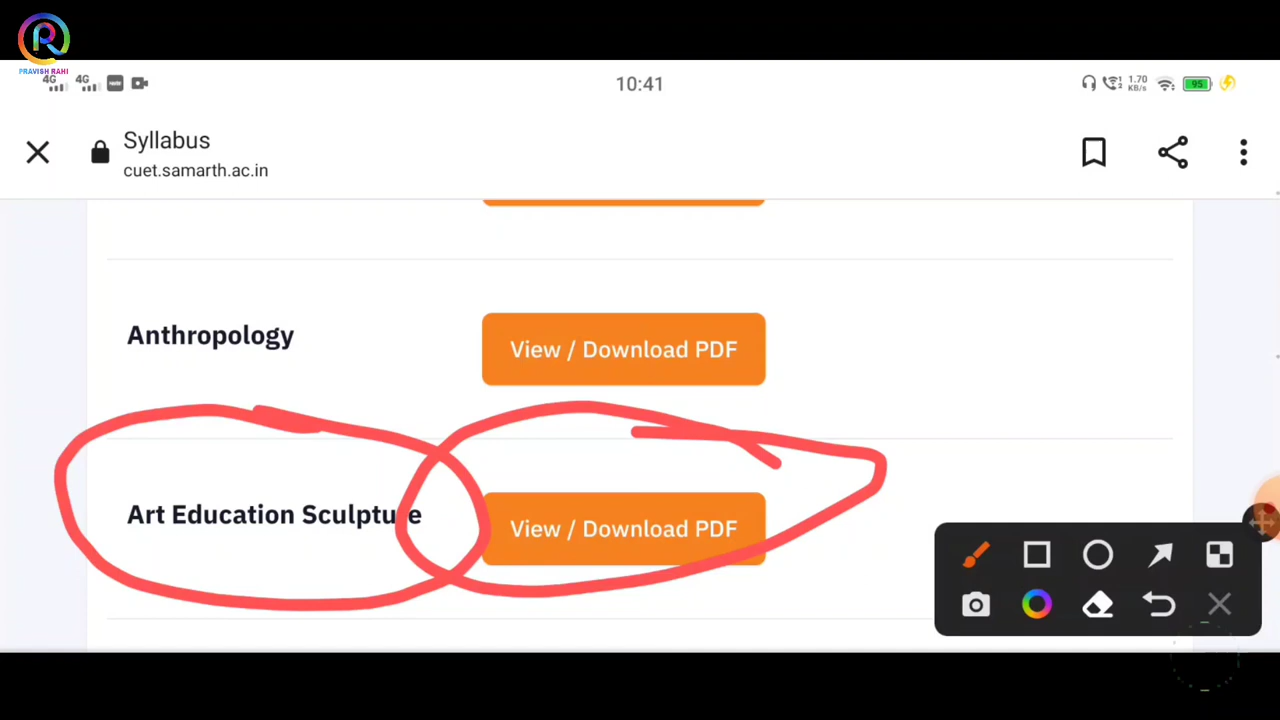 PRAVISH RAHI
4G 4G 10:41 1.70 KB/s 95
Syllabus
cuet.samarth.ac.in
Anthropology View / Download PDF
Art Education Sculpture View / Download PDF